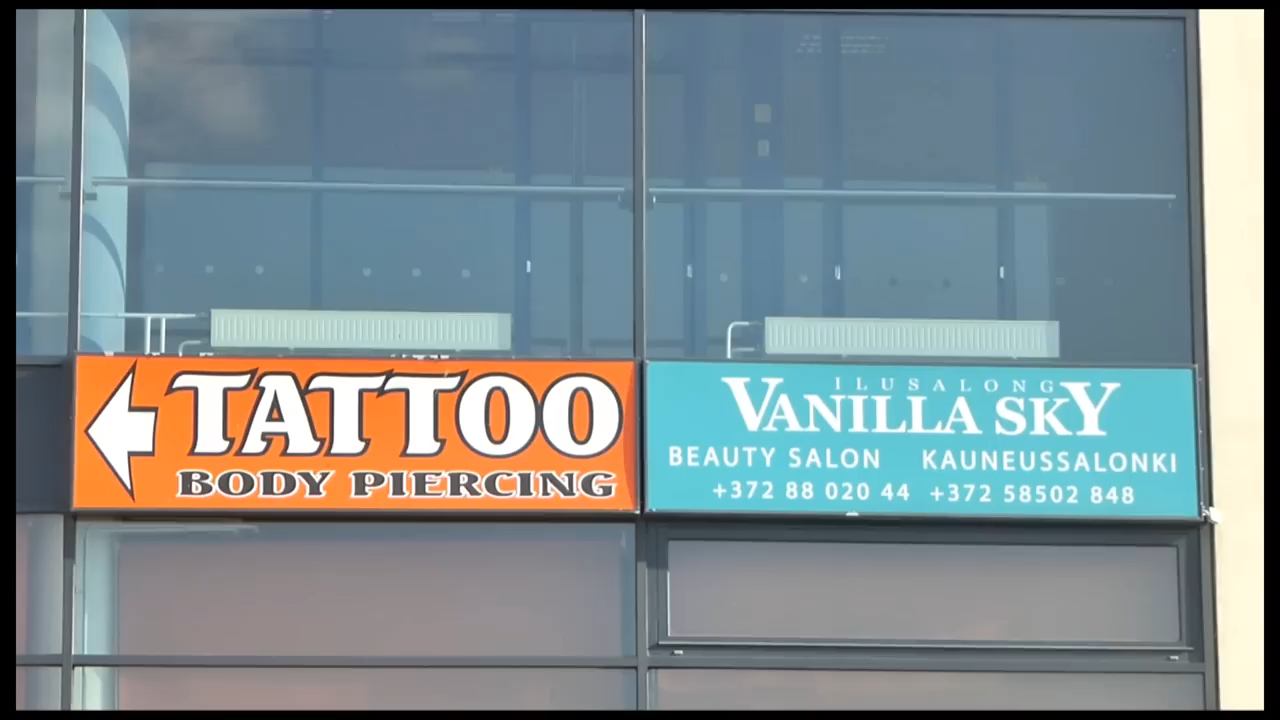 TATTOO
BODY PIERCING
ILUSALONG
VANILLA SKY
BEAUTY SALON KAUNEUSSALONKI
+372 88 020 44 +372 58502 848